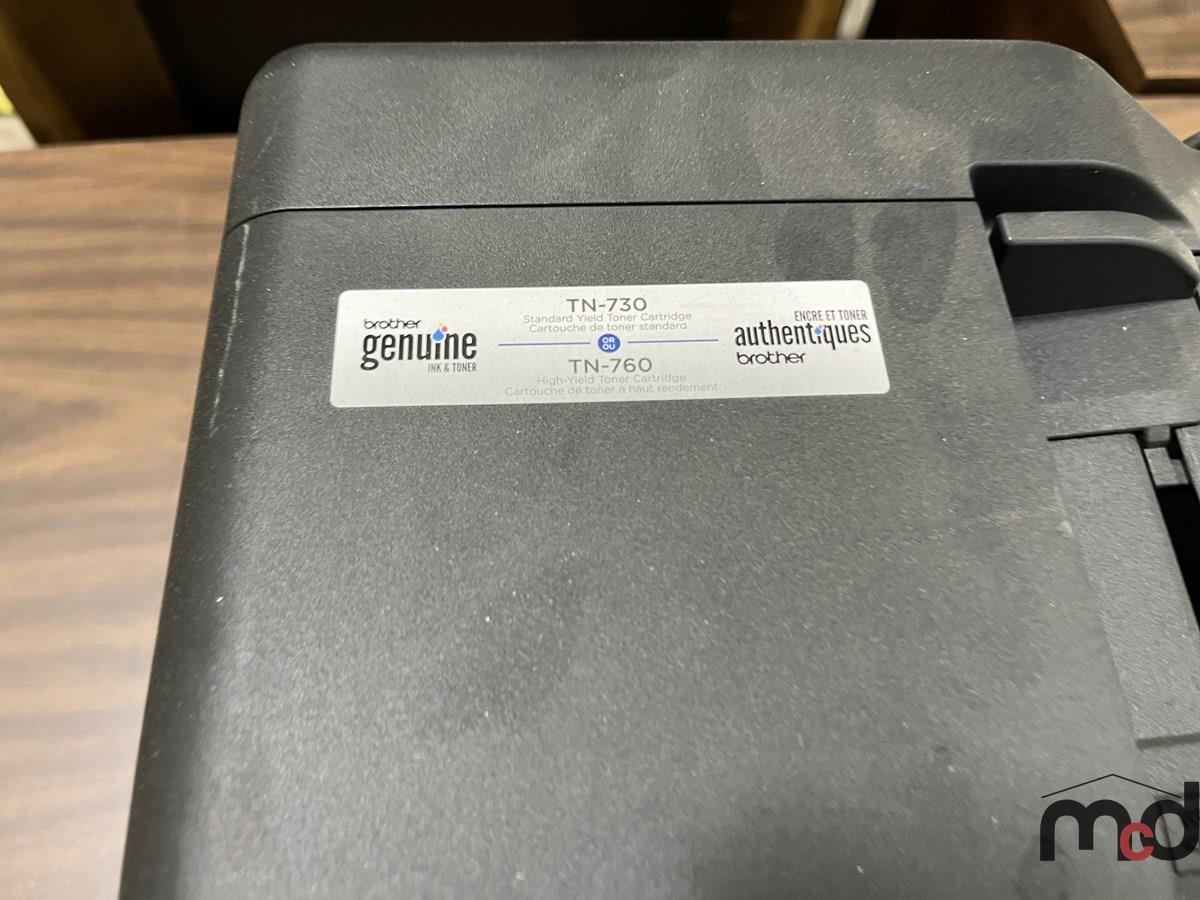 brother
genuine
INK & TONER
TN-730
Standard Yield Toner Cartridge
Cartouche de toner standard
OR
OU
TN-760
High-Yield Toner Cartridge
Cartouche de toner à haut rendement
ENCRE ET TONER
authentiques
brother
mcd